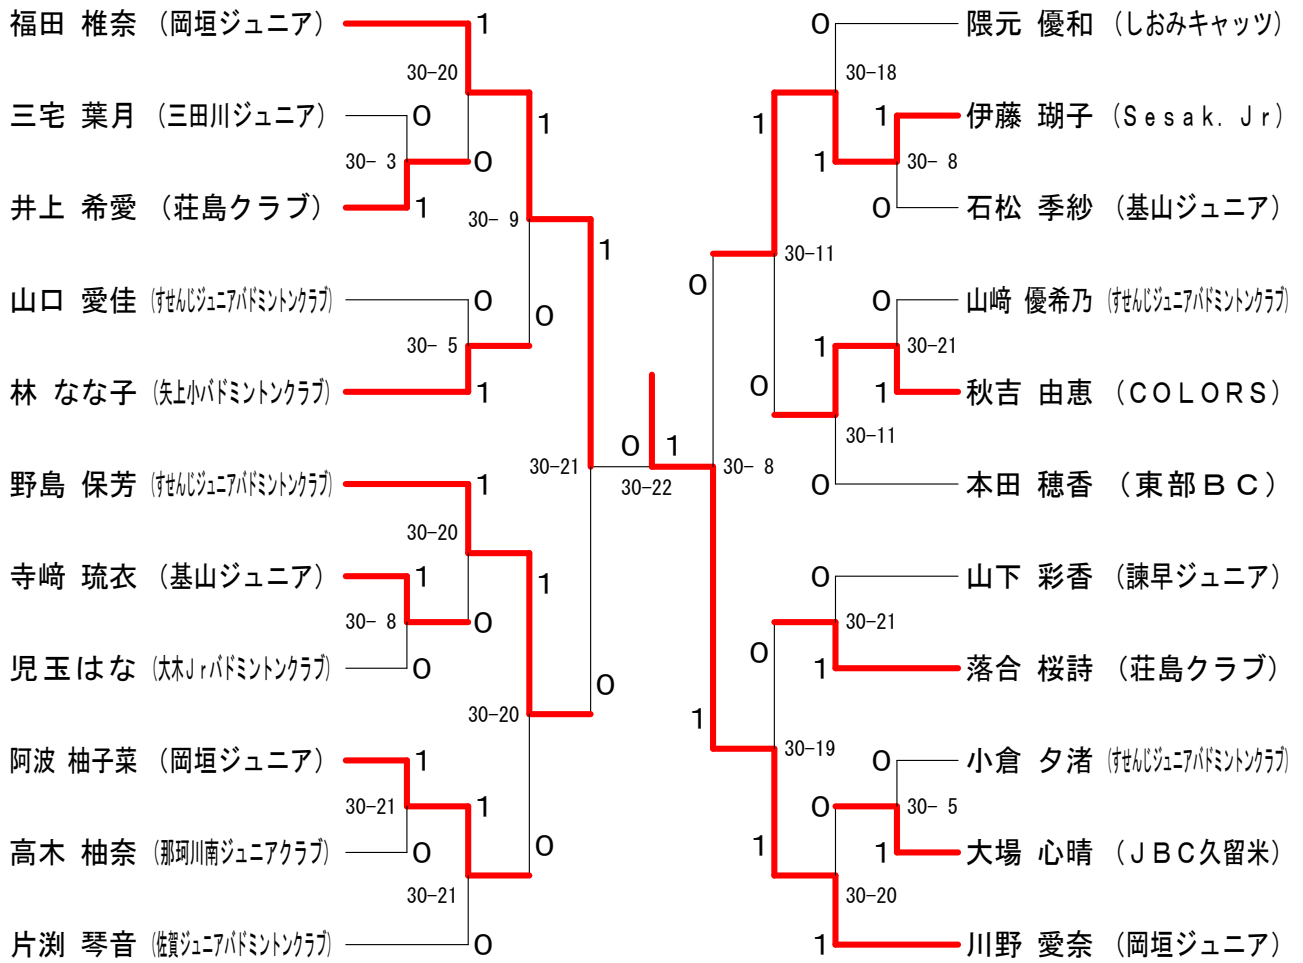 福田 椎奈 (岡垣ジュニア)
1
30-20
三宅 葉月 (三田川ジュニア)
0
1
30- 3
0
井上 希愛 (荘島クラブ)
1
30- 9
1
山口 愛佳 (すせんじジュニアバドミントンクラブ)
0
0
30- 5
林 なな子 (矢上小バドミントンクラブ)
1
30-21
野島 保芳 (すせんじジュニアバドミントンクラブ)
1
30-20
寺﨑 琉衣 (基山ジュニア)
1
1
30- 8
0
児玉はな (大木Jrバドミントンクラブ)
0
0
30-20
阿波 柚子菜 (岡垣ジュニア)
1
30-21
1
高木 柚奈 (那珂川南ジュニアクラブ)
0
0
30-21
片渕 琴音 (佐賀ジュニアバドミントンクラブ)
0
0
1
30-22
0
隈元 優和 (しおみキャッツ)
30-18
1
1
伊藤 瑚子 (Sesak. Jr)
1
30- 8
0
石松 季紗 (基山ジュニア)
30-11
0
0
山﨑 優希乃 (すせんじジュニアバドミントンクラブ)
1
30-21
0
1
秋吉 由恵 (COLORS)
30-11
30- 8
0
本田 穂香 (東部BC)
0
山下 彩香 (諫早ジュニア)
30-21
0
1
落合 桜詩 (荘島クラブ)
1
30-19
0
小倉 夕渚 (すせんじジュニアバドミントンクラブ)
0
30- 5
1
1
大場 心晴 (JBC久留米)
30-20
1
川野 愛奈 (岡垣ジュニア)